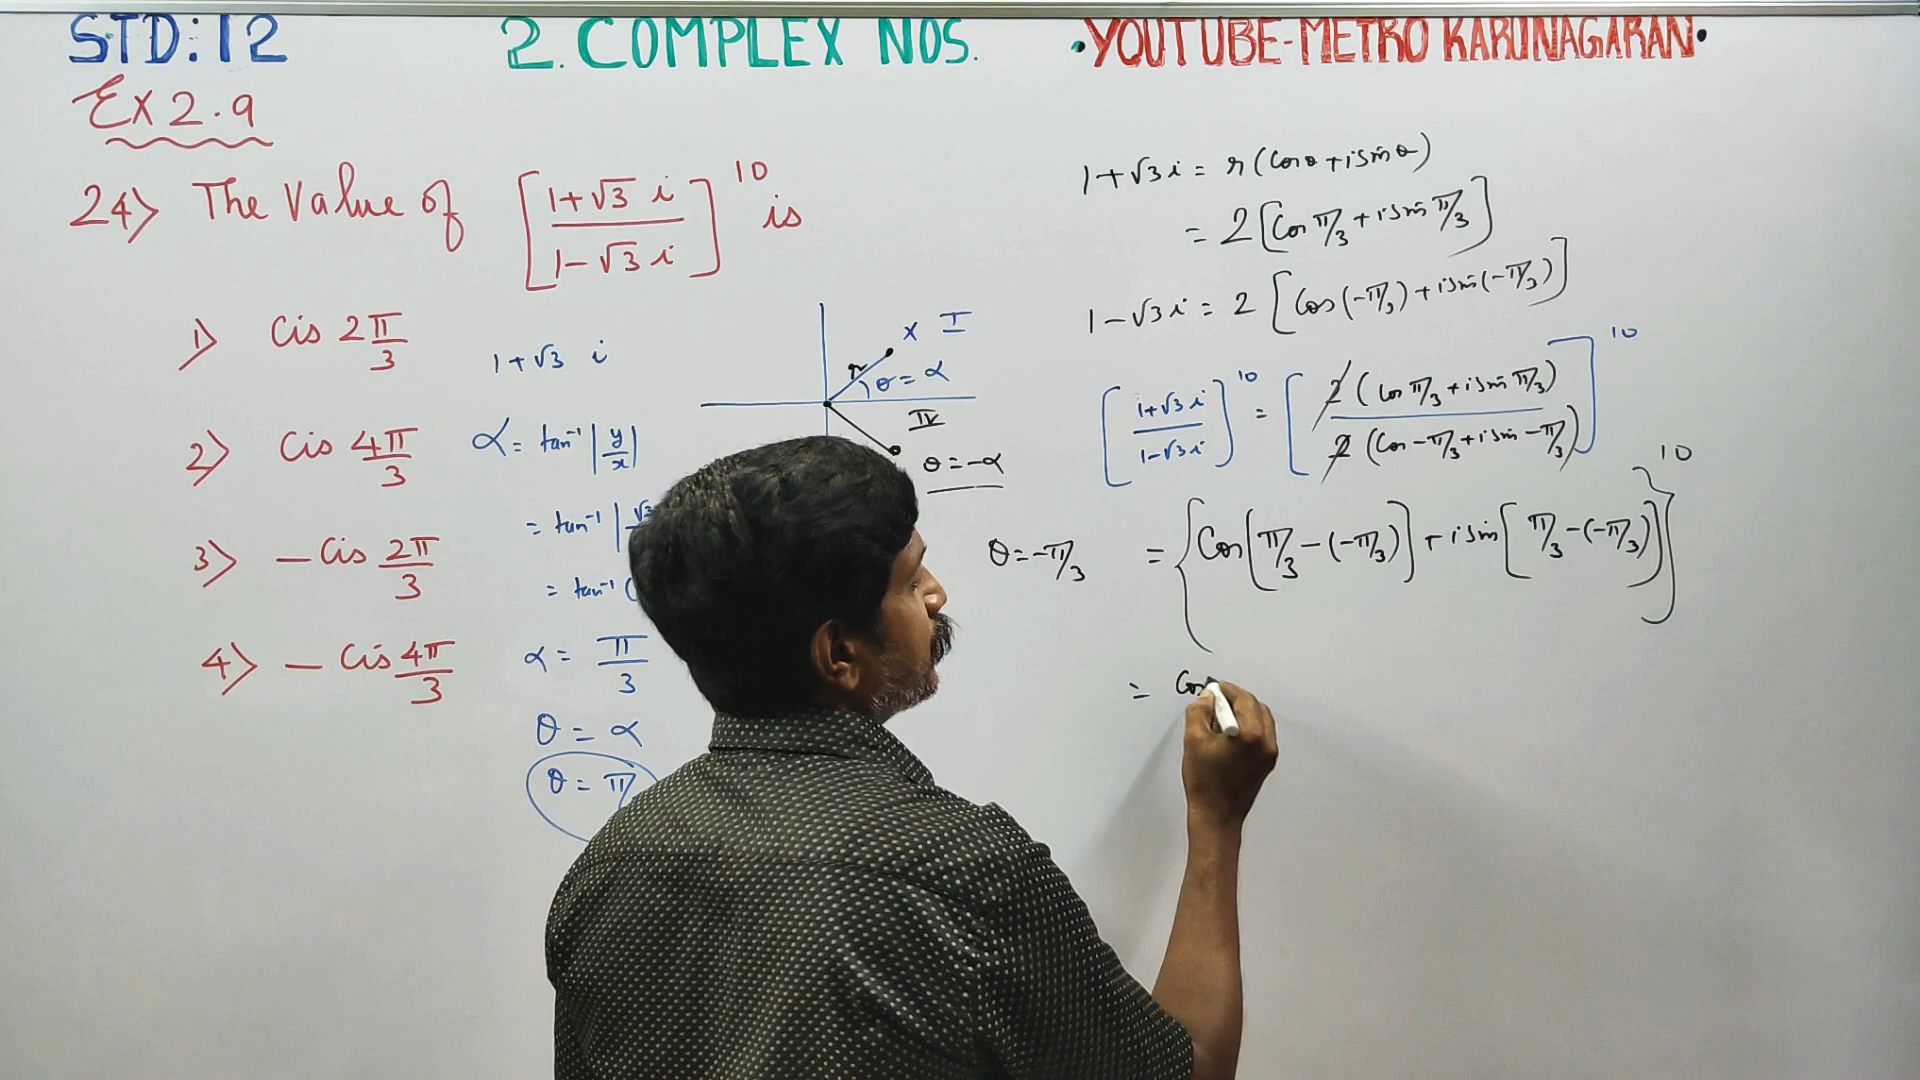 STD: 12 2. COMPLEX NOS. •YOUTUBE-METRO KARUNAGARAN•
Ex 2.9
24) The Value of [(1+√3 i)/(1-√3 i)]^10 is
1) Cis 2π/3
2) Cis 4π/3
3) - Cis 2π/3
4) - Cis 4π/3
1+√3 i
α = tan⁻¹ |y/x|
= tan⁻¹ |√3
= tan⁻¹ (
α = π/3
θ = α
θ = π
x I
r
θ = α
IV
θ = -α
θ = -π/3
1+√3 i = r (cosθ + i sinθ)
= 2 [Cos π/3 + i sin π/3]
1-√3 i = 2 [Cos (-π/3) + i sin (-π/3)]
[(1+√3 i)/(1-√3 i)]^10 = [2 (Cos π/3 + i sin π/3)/2 (Cos -π/3 + i sin -π/3)]^10
= {Cos [π/3 - (-π/3)] + i sin [π/3 - (-π/3)]}^10
= Cos